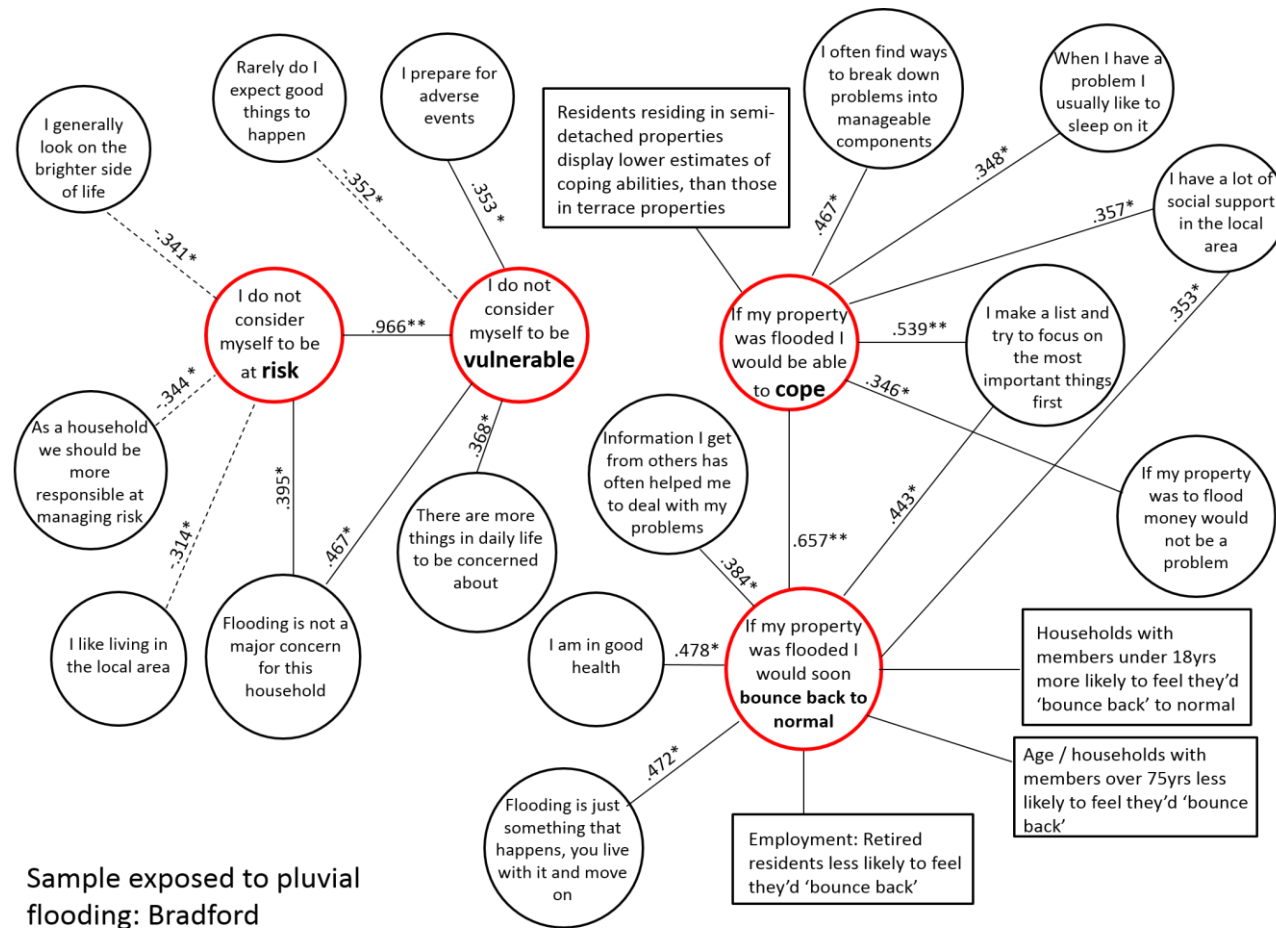 I generally
look on the
brighter side
of life
Rarely do I
expect good
things to
happen
I prepare for
adverse
events
Residents residing in semi-
detached properties
display lower estimates of
coping abilities, than those
in terrace properties
I often find ways
to break down
problems into
manageable
components
When I have a
problem I
usually like to
sleep on it
I have a lot of
social support
in the local
area
-.341*
-.352*
.353 *
.467*
.348*
.357*
.353*
I do not
consider
myself to be
at risk
.966**
I do not
consider
myself to be
vulnerable
If my property
was flooded I
would be able
to cope
.539**
I make a list and
try to focus on
the most
important things
first
-.344*
-.314*
.395*
.467*
.368*
.346*
.443*
.657**
.384*
As a household
we should be
more
responsible at
managing risk
I like living in
the local area
Flooding is not a
major concern
for this
household
There are more
things in daily life
to be concerned
about
Information I get
from others has
often helped me
to deal with my
problems
If my property
was to flood
money would
not be a
problem
I am in good
health
.478*
If my property
was flooded I
would soon
bounce back to
normal
Households with
members under 18yrs
more likely to feel they’d
‘bounce back’ to normal
Age / households with
members over 75yrs less
likely to feel they’d ‘bounce
back’
.472*
Flooding is just
something that
happens, you live
with it and move
on
Employment: Retired
residents less likely to feel
they’d ‘bounce back’
Sample exposed to pluvial
flooding: Bradford